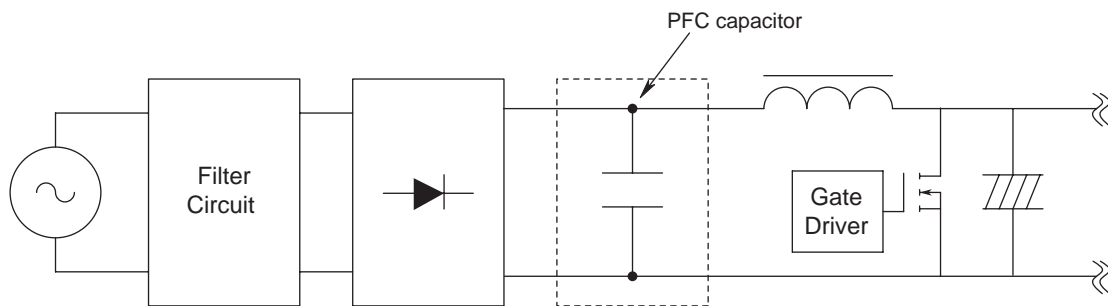 PFC capacitor
Filter
Circuit
Gate
Driver